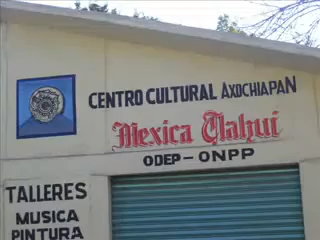 CENTRO CULTURAL AXOCHIAPAN
Mexica Tlahui
ODEP - ONPP
TALLERES
MUSICA
PINTURA